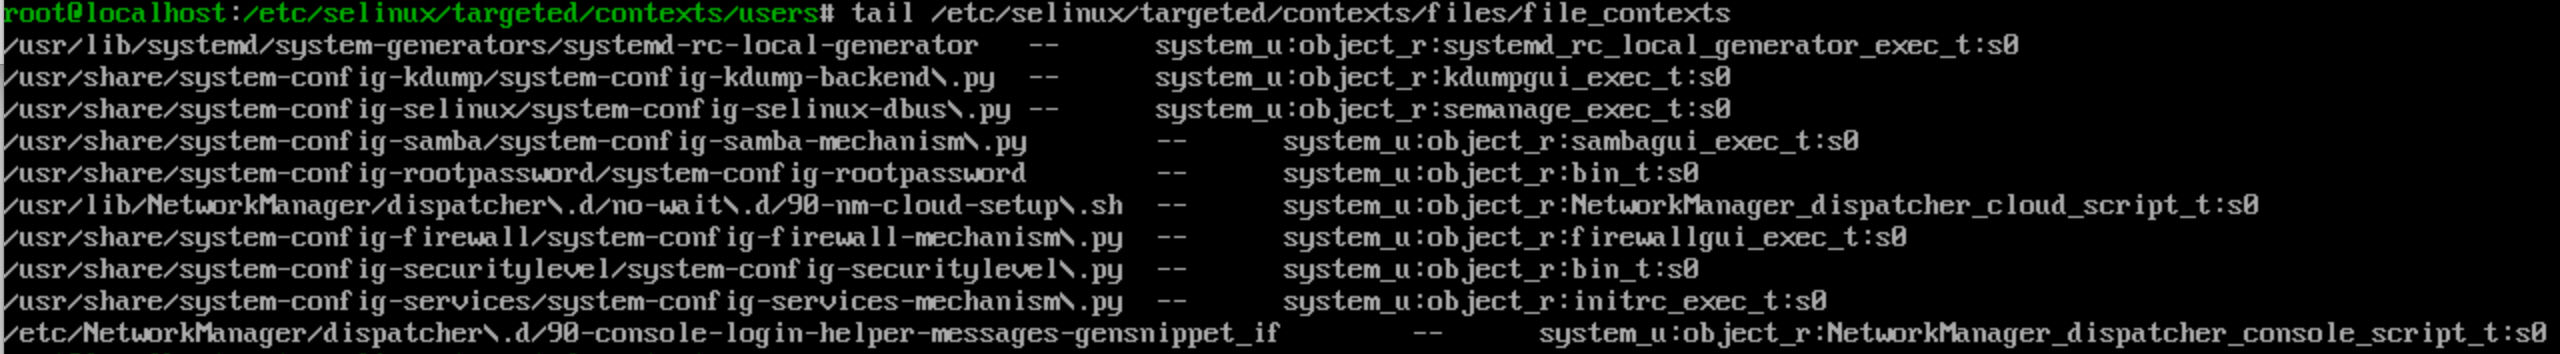 root@localhost:/etc/selinux/targeted/contexts/users# tail /etc/selinux/targeted/contexts/files/file_contexts
/usr/lib/systemd/system-generators/systemd-rc-local-generator -- system_u:object_r:systemd_rc_local_generator_exec_t:s0
/usr/share/system-config-kdump/system-config-kdump-backend\.py -- system_u:object_r:kdumpgui_exec_t:s0
/usr/share/system-config-selinux/system-config-selinux-dbus\.py -- system_u:object_r:semanage_exec_t:s0
/usr/share/system-config-samba/system-config-samba-mechanism\.py -- system_u:object_r:sambagui_exec_t:s0
/usr/share/system-config-rootpassword/system-config-rootpassword -- system_u:object_r:bin_t:s0
/usr/lib/NetworkManager/dispatcher\.d/no-wait\.d/90-nm-cloud-setup\.sh -- system_u:object_r:NetworkManager_dispatcher_cloud_script_t:s0
/usr/share/system-config-firewall/system-config-firewall-mechanism\.py -- system_u:object_r:firewallgui_exec_t:s0
/usr/share/system-config-securitylevel/system-config-securitylevel\.py -- system_u:object_r:bin_t:s0
/usr/share/system-config-services/system-config-services-mechanism\.py -- system_u:object_r:initrc_exec_t:s0
/etc/NetworkManager/dispatcher\.d/90-console-login-helper-messages-gensnippet_if -- system_u:object_r:NetworkManager_dispatcher_console_script_t:s0